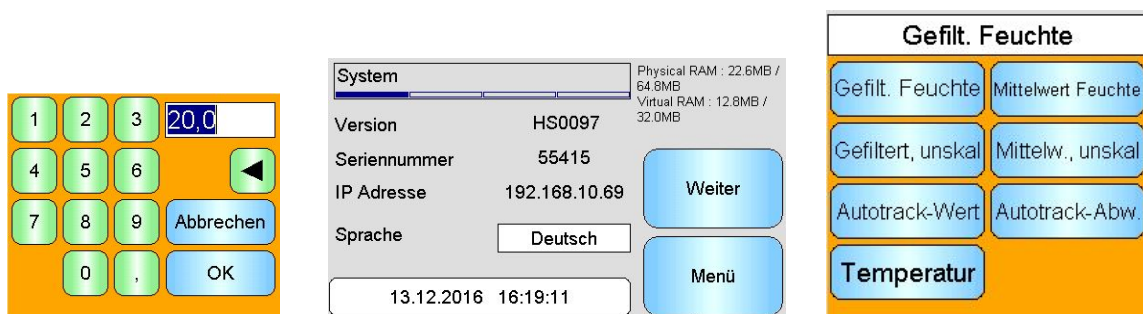 1 2 3 20,0
4 5 6 ◀
7 8 9 Abbrechen
0 , OK
System
Physical RAM : 22.6MB /
64.8MB
Virtual RAM : 12.8MB /
32.0MB
Version HS0097
Seriennummer 55415
IP Adresse 192.168.10.69
Sprache Deutsch
13.12.2016 16:19:11
Weiter
Menü
Gefilt. Feuchte
Gefilt. Feuchte Mittelwert Feuchte
Gefiltert, unskal Mittelw., unskal
Autotrack-Wert Autotrack-Abw.
Temperatur